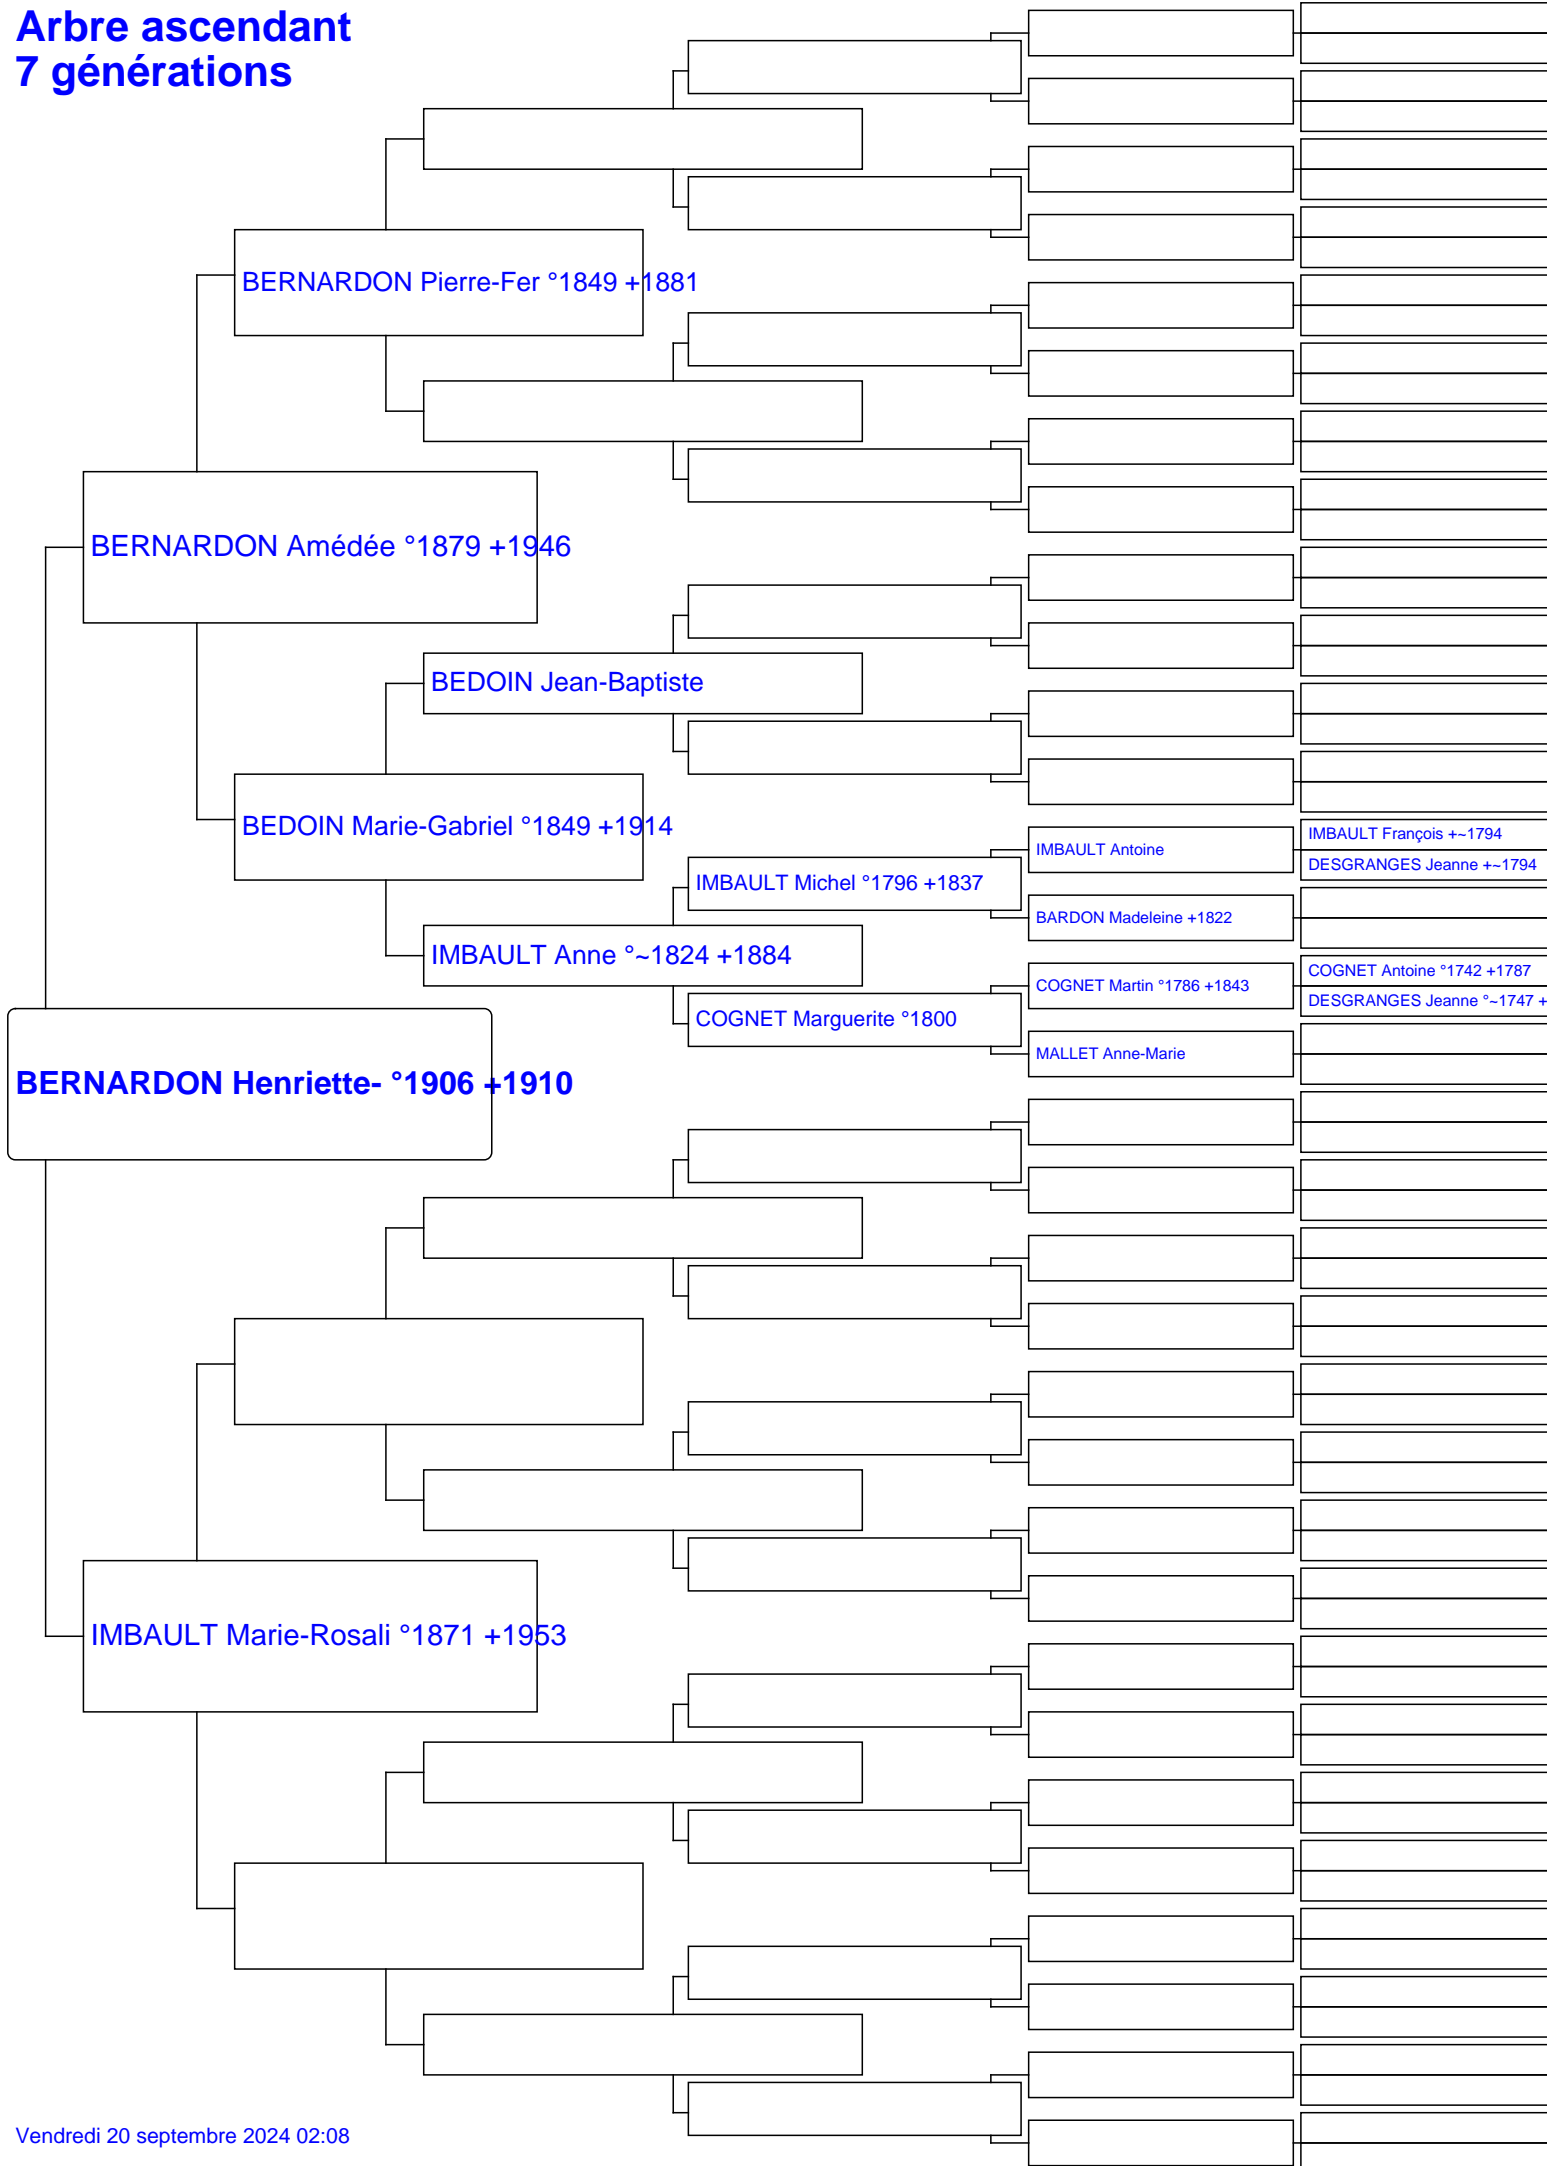 Arbre ascendant
7 générations
BERNARDON Pierre-Fer °1849 +1881
BERNARDON Amédée °1879 +1946
BEDOIN Jean-Baptiste
BEDOIN Marie-Gabriel °1849 +1914
IMBAULT François +~1794
IMBAULT Antoine
DESGRANGES Jeanne +~1794
IMBAULT Michel °1796 +1837
BARDON Madeleine +1822
IMBAULT Anne °~1824 +1884
COGNET Antoine °1742 +1787
COGNET Martin °1786 +1843
DESGRANGES Jeanne °~1747 +
COGNET Marguerite °1800
MALLET Anne-Marie
BERNARDON Henriette- °1906 +1910
IMBAULT Marie-Rosali °1871 +1953
Vendredi 20 septembre 2024 02:08